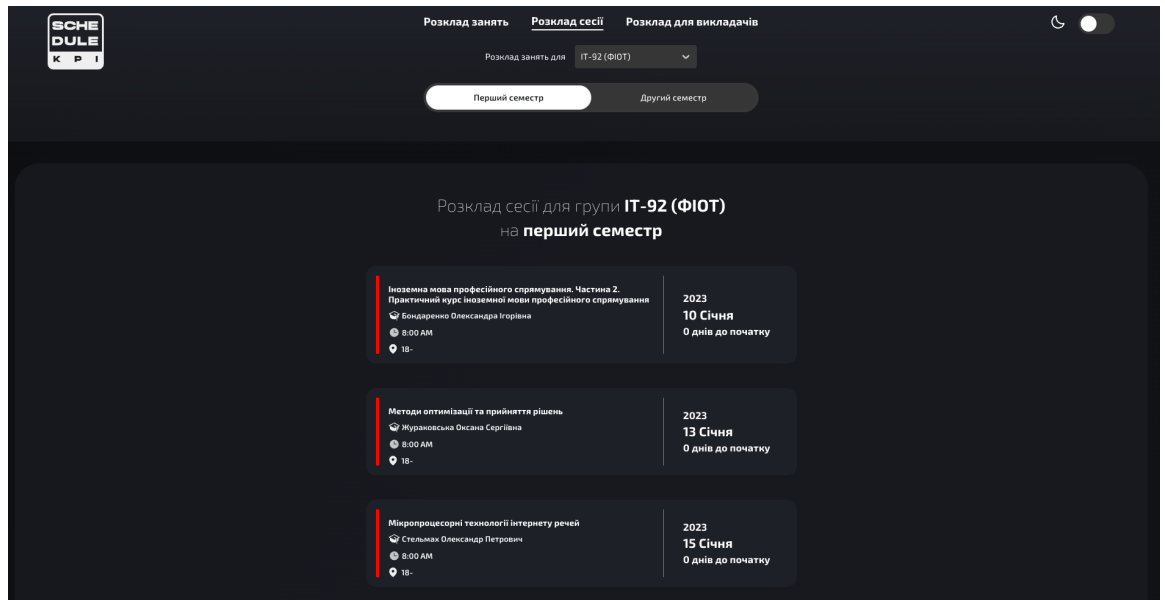 SCHE
DULE
KPI
Розклад занять Розклад сесії Розклад для викладачів
Розклад занять для ІТ-92 (ФІОТ)
Перший семестр Другий семестр
Розклад сесії для групи ІТ-92 (ФІОТ)
на перший семестр
Іноземна мова професійного спрямування. Частина 2.
Практичний курс іноземної мови професійного спрямування
Бондаренко Олександра Ігорівна
8:00 AM
18-
2023
10 Січня
0 днів до початку
Методи оптимізації та прийняття рішень
Жураковська Оксана Сергіївна
8:00 AM
18-
2023
13 Січня
0 днів до початку
Мікропроцесорні технології інтернету речей
Стельмах Олександр Петрович
8:00 AM
18-
2023
15 Січня
0 днів до початку